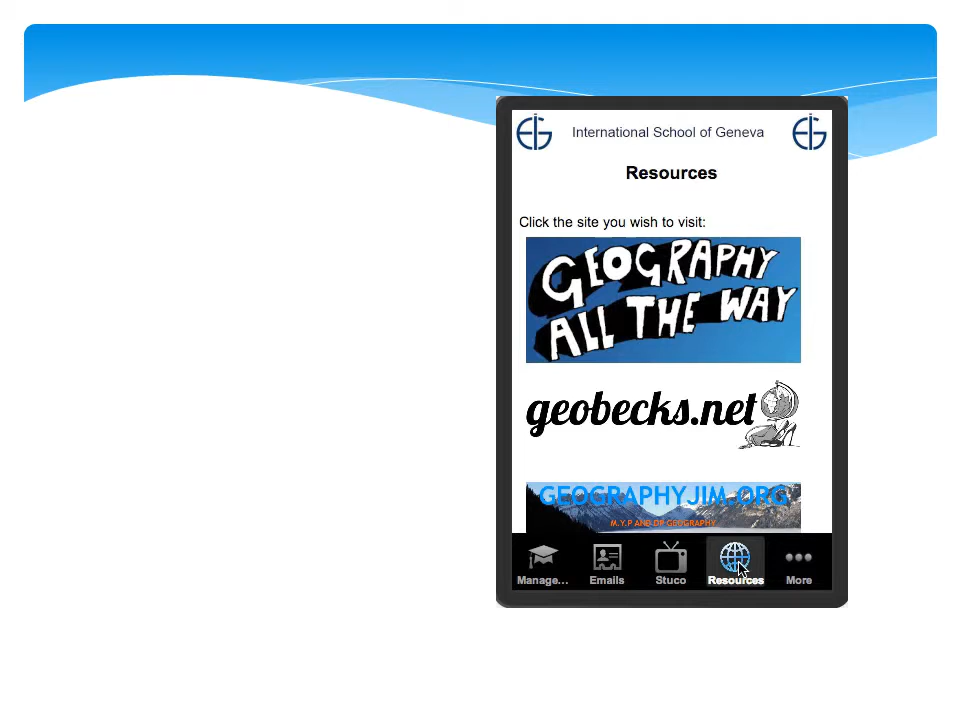 International School of Geneva
Resources
Click the site you wish to visit:
GEOGRAPHY
ALL THE WAY
geobecks.net
GEOGRAPHYJIM.ORG
M.Y.P AND DP GEOGRAPHY
Manage... Emails Stuco Resources More